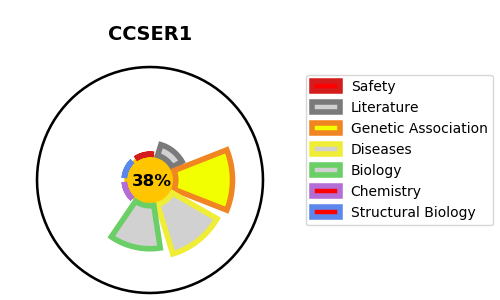 CCSER1
38%
Safety
Literature
Genetic Association
Diseases
Biology
Chemistry
Structural Biology